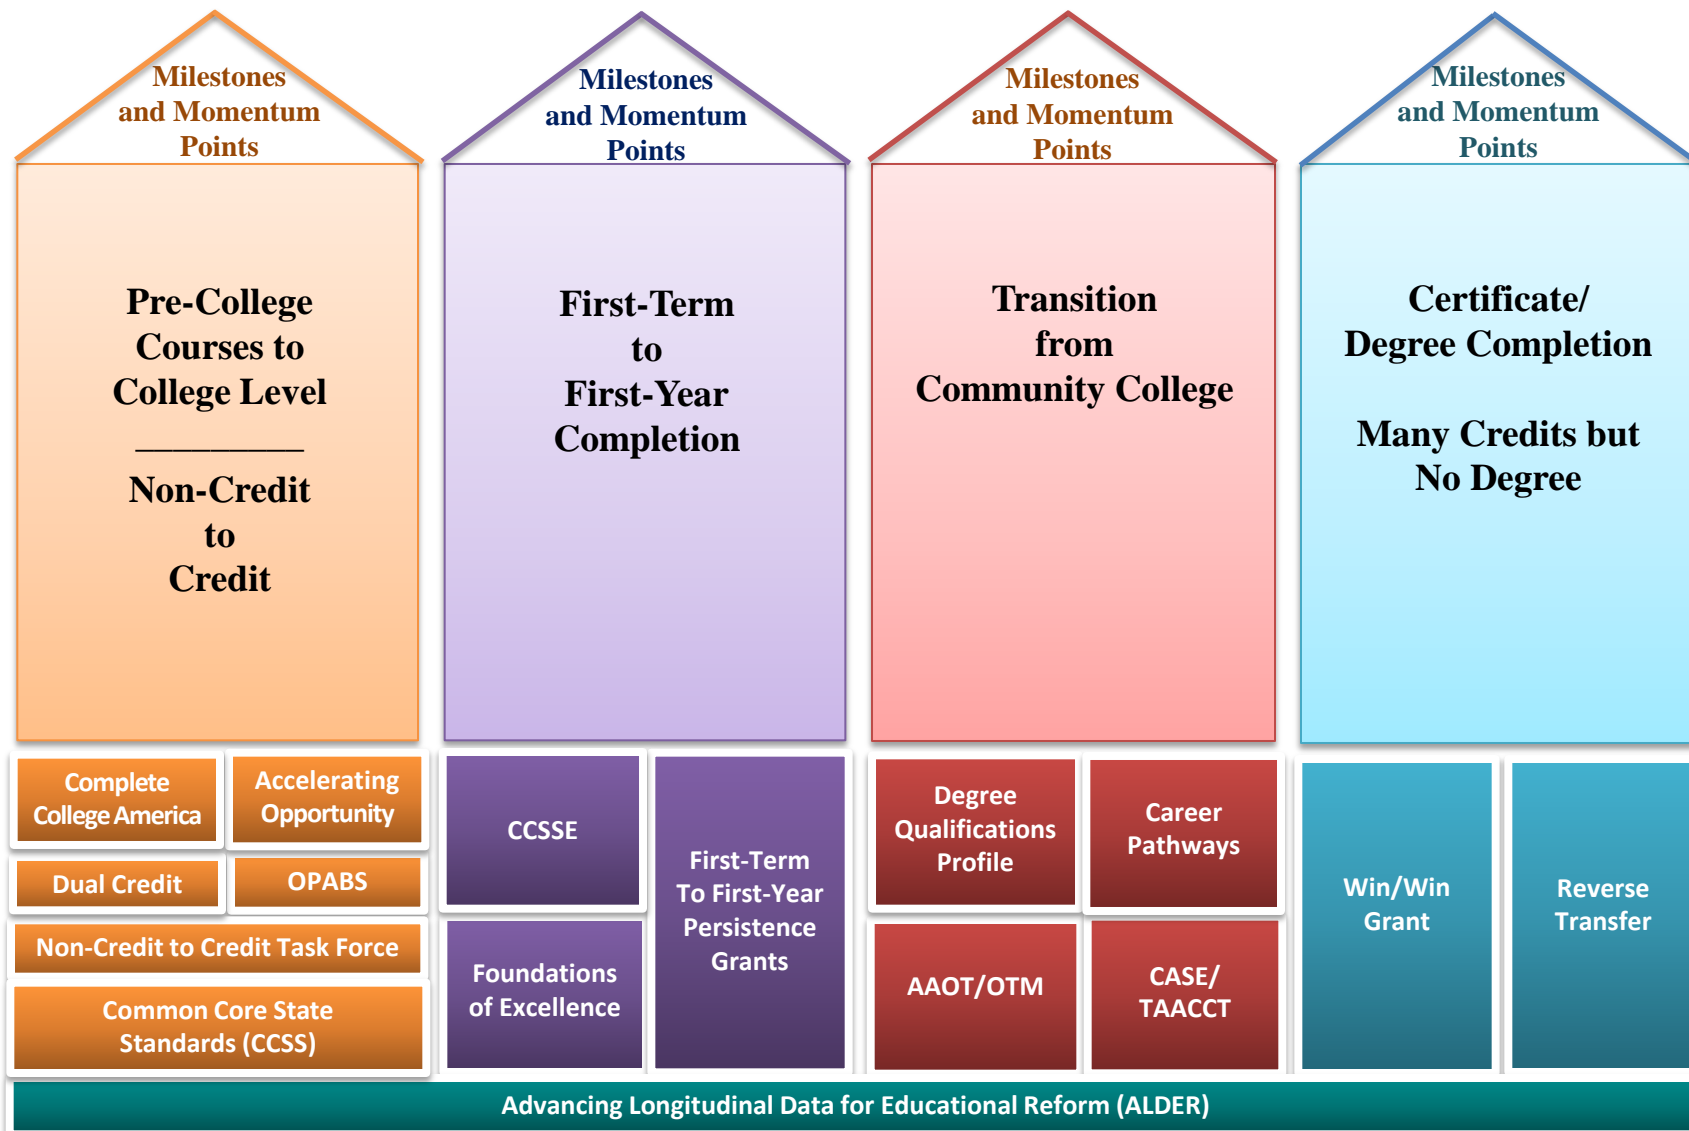 Milestones
and Momentum
Points
Pre-College
Courses to
College Level
_________
Non-Credit
to
Credit
Complete
College America
Accelerating
Opportunity
Dual Credit
OPABS
Non-Credit to Credit Task Force
Common Core State
Standards (CCSS)
Milestones
and Momentum
Points
First-Term
to
First-Year
Completion
CCSSE
Foundations
of Excellence
First-Term
To First-Year
Persistence
Grants
Milestones
and Momentum
Points
Transition
from
Community College
Degree
Qualifications
Profile
Career
Pathways
AAOT/OTM
CASE/
TAACCT
Milestones
and Momentum
Points
Certificate/
Degree Completion
Many Credits but
No Degree
Win/Win
Grant
Reverse
Transfer
Advancing Longitudinal Data for Educational Reform (ALDER)